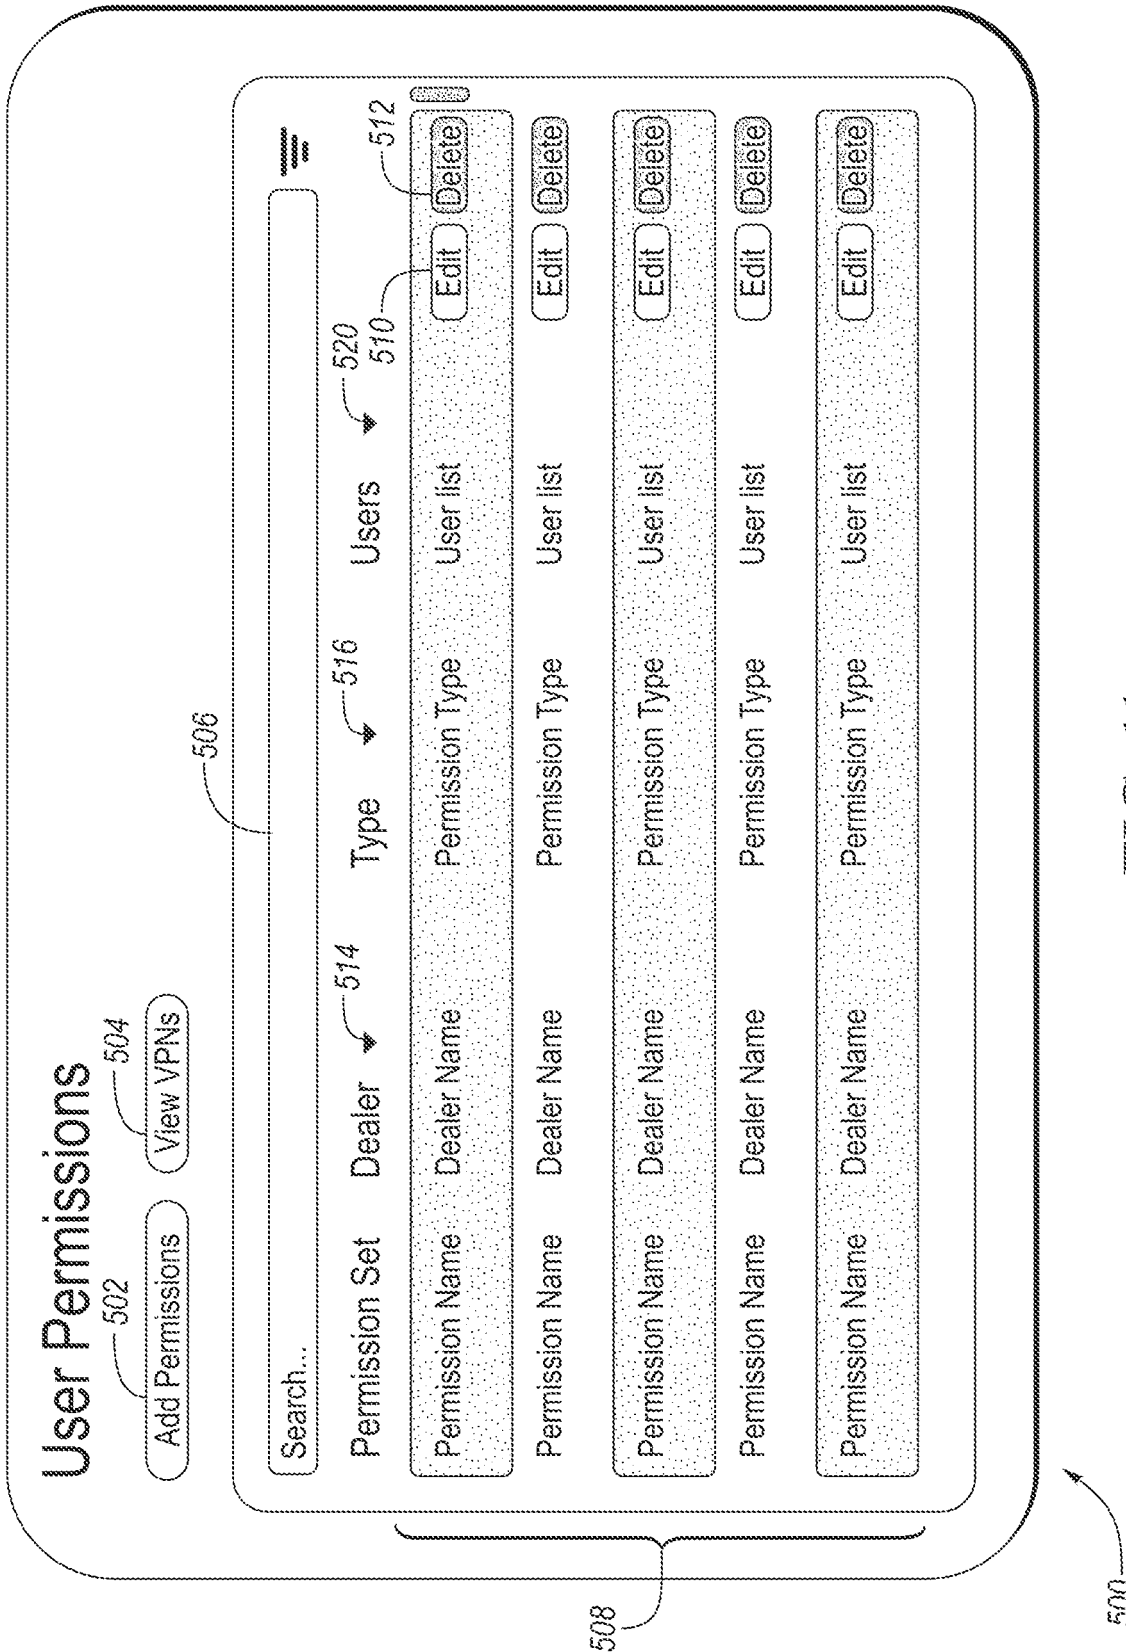 User Permissions
502
504
Add Permissions View VPNs
506
Search...
Permission Set Dealer 514 Type 516 Users 520
510 512
Permission Name Dealer Name Permission Type User list Edit Delete
Permission Name Dealer Name Permission Type User list Edit Delete
Permission Name Dealer Name Permission Type User list Edit Delete
Permission Name Dealer Name Permission Type User list Edit Delete
Permission Name Dealer Name Permission Type User list Edit Delete
508
500